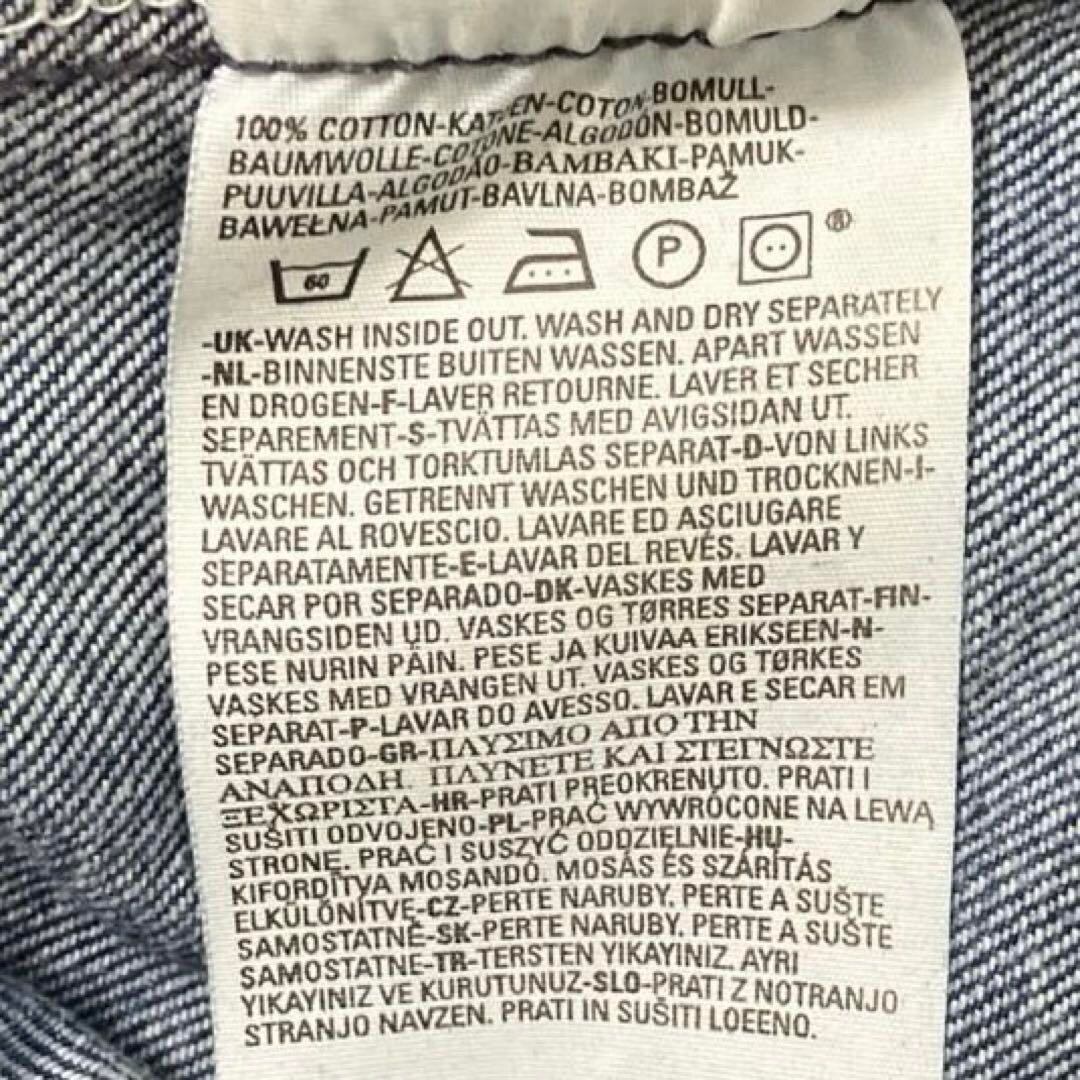 100% COTTON-KATOEN-COTON-BOMULL-
BAUMWOLLE-COTONE-ALGODÓN-BOMULD-
PUUVILLA-ALGODÃO-BAMBAKI-PAMUK-
BAWEŁNA-PAMUT-BAVLNA-BOMBAŽ
60 P ®
-UK-WASH INSIDE OUT. WASH AND DRY SEPARATELY
-NL-BINNENSTE BUITEN WASSEN. APART WASSEN
EN DROGEN-F-LAVER RETOURNE. LAVER ET SECHER
SEPAREMENT-S-TVÄTTAS MED AVIGSIDAN UT.
TVÄTTAS OCH TORKTUMLAS SEPARAT-D-VON LINKS
WASCHEN. GETRENNT WASCHEN UND TROCKNEN-I-
LAVARE AL ROVESCIO. LAVARE ED ASCIUGARE
SEPARATAMENTE-E-LAVAR DEL REVÉS. LAVAR Y
SECAR POR SEPARADO-DK-VASKES MED
VRANGSIDEN UD. VASKES OG TØRRES SEPARAT-FIN-
PESE NURIN PÄIN. PESE JA KUIVAA ERIKSEEN-N-
VASKES MED VRANGEN UT. VASKES OG TØRKES
SEPARAT-P-LAVAR DO AVESSO. LAVAR E SECAR EM
SEPARADO-GR-ΠΛΥΣΙΜΟ ΑΠΟ ΤΗΝ
ΑΝΑΠΟΔΗ. ΠΛΥΝΕΤΕ ΚΑΙ ΣΤΕΓΝΩΣΤΕ
ΞΕΧΩΡΙΣΤΑ-HR-PRATI PREOKRENUTO. PRATI I
SUŠITI ODVOJENO-PL-PRAĆ WYWRÓCONE NA LEWĄ
STRONĘ. PRAĆ I SUSZYĆ ODDZIELNIE-HU-
KIFORDÍTVA MOSANDÓ. MOSÁS ÉS SZÁRÍTÁS
ELKÜLÖNÍTVE-CZ-PERTE NARUBY. PERTE A SUŠTE
SAMOSTATNĚ-SK-PERTE NARUBY. PERTE A SUŠTE
SAMOSTATNE-TR-TERSTEN YIKAYINIZ. AYRI
YIKAYINIZ VE KURUTUNUZ-SLO-PRATI Z NOTRANJO
STRANJO NAVZEN. PRATI IN SUŠITI LOEENO.